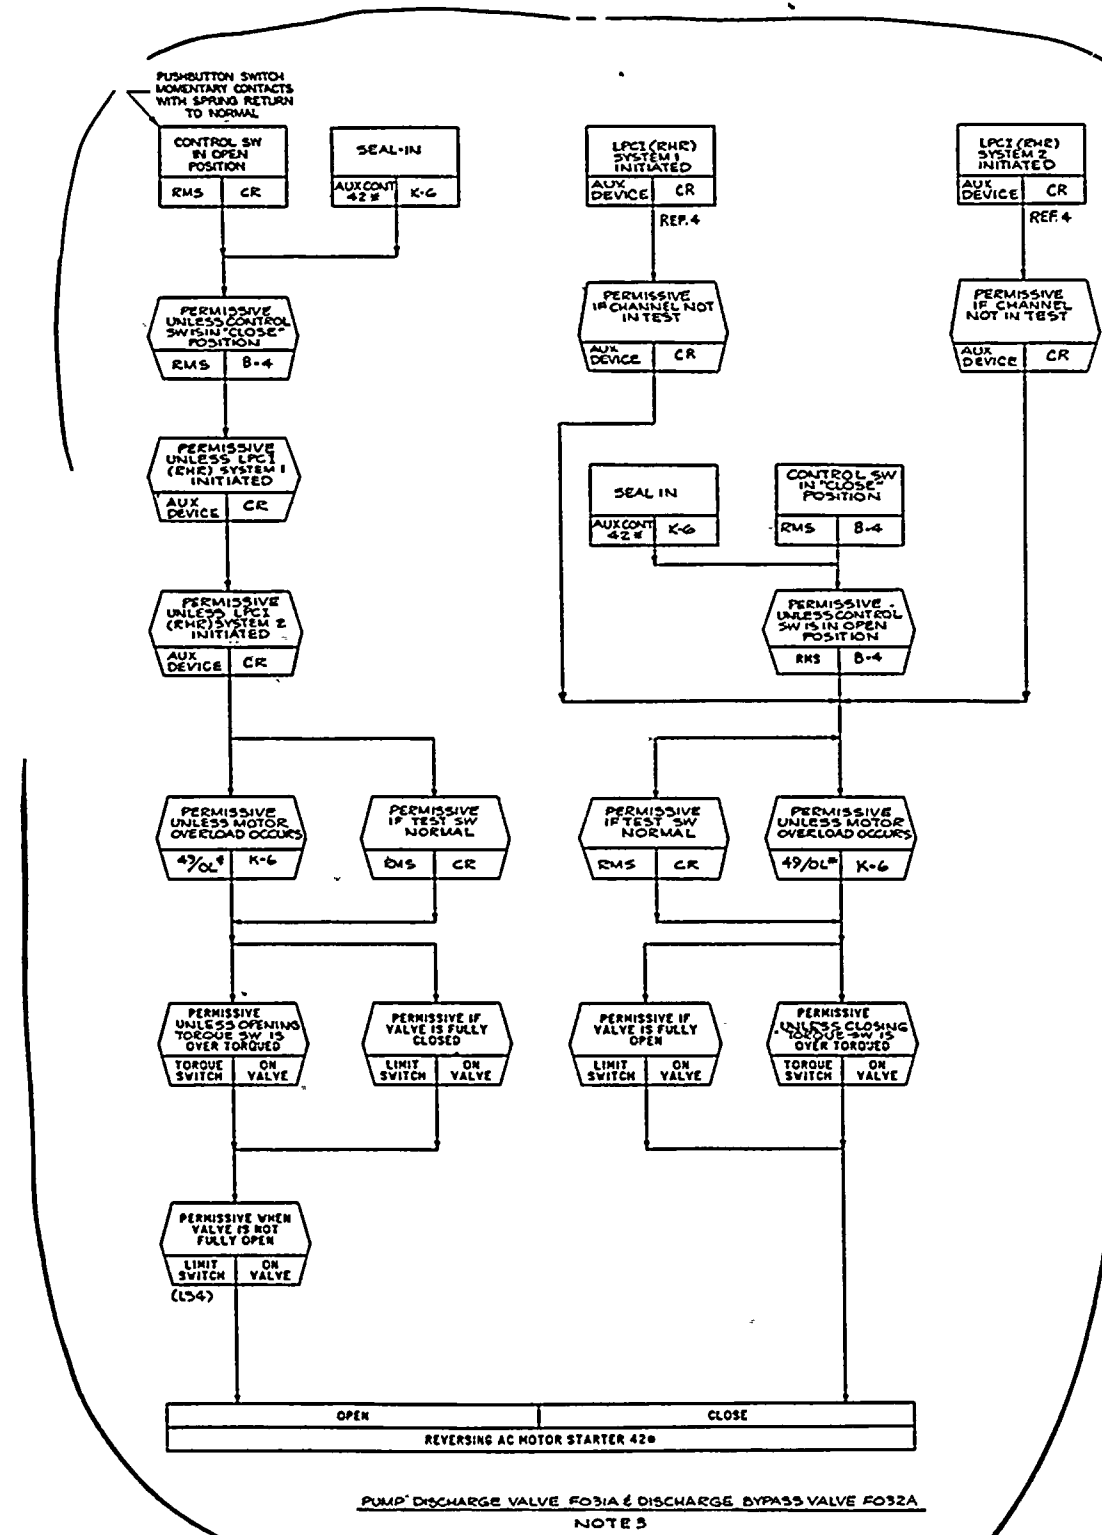 PUSHBUTTON SWITCH
MOMENTARY CONTACTS
WITH SPRING RETURN
TO NORMAL
CONTROL SW
IN OPEN
POSITION
RMS CR
SEAL-IN
AUX CONT
42* K-6
LPCI (RHR)
SYSTEM 1
INITIATED
AUX
DEVICE CR
REF. 4
LPCI (RHR)
SYSTEM 2
INITIATED
AUX
DEVICE CR
REF. 4
PERMISSIVE
UNLESS CONTROL
SW IS IN "CLOSE"
POSITION
RMS B-4
PERMISSIVE
IF CHANNEL NOT
IN TEST
AUX
DEVICE CR
PERMISSIVE
IF CHANNEL
NOT IN TEST
AUX
DEVICE CR
PERMISSIVE
UNLESS LPCI
(RHR) SYSTEM 1
INITIATED
AUX
DEVICE CR
SEAL IN
AUX CONT
42* K-6
CONTROL SW
IN "CLOSE"
POSITION
RMS B-4
PERMISSIVE
UNLESS LPCI
(RHR) SYSTEM 2
INITIATED
AUX
DEVICE CR
PERMISSIVE
UNLESS CONTROL
SW IS IN OPEN
POSITION
RMS B-4
PERMISSIVE
UNLESS MOTOR
OVERLOAD OCCURS
49/OL* K-6
PERMISSIVE
IF TEST SW
NORMAL
RMS CR
PERMISSIVE
IF TEST SW
NORMAL
RMS CR
PERMISSIVE
UNLESS MOTOR
OVERLOAD OCCURS
49/OL* K-6
PERMISSIVE
UNLESS OPENING
TORQUE SW IS
OVER TORQUED
TORQUE
SWITCH
ON
VALVE
PERMISSIVE IF
VALVE IS FULLY
CLOSED
LIMIT
SWITCH
ON
VALVE
PERMISSIVE IF
VALVE IS FULLY
OPEN
LIMIT
SWITCH
ON
VALVE
PERMISSIVE
UNLESS CLOSING
TORQUE SW IS
OVER TORQUED
TORQUE
SWITCH
ON
VALVE
PERMISSIVE WHEN
VALVE IS NOT
FULLY OPEN
LIMIT
SWITCH
ON
VALVE
(LS4)
OPEN CLOSE
REVERSING AC MOTOR STARTER 42*
PUMP DISCHARGE VALVE F031A & DISCHARGE BYPASS VALVE F032A
NOTE 3